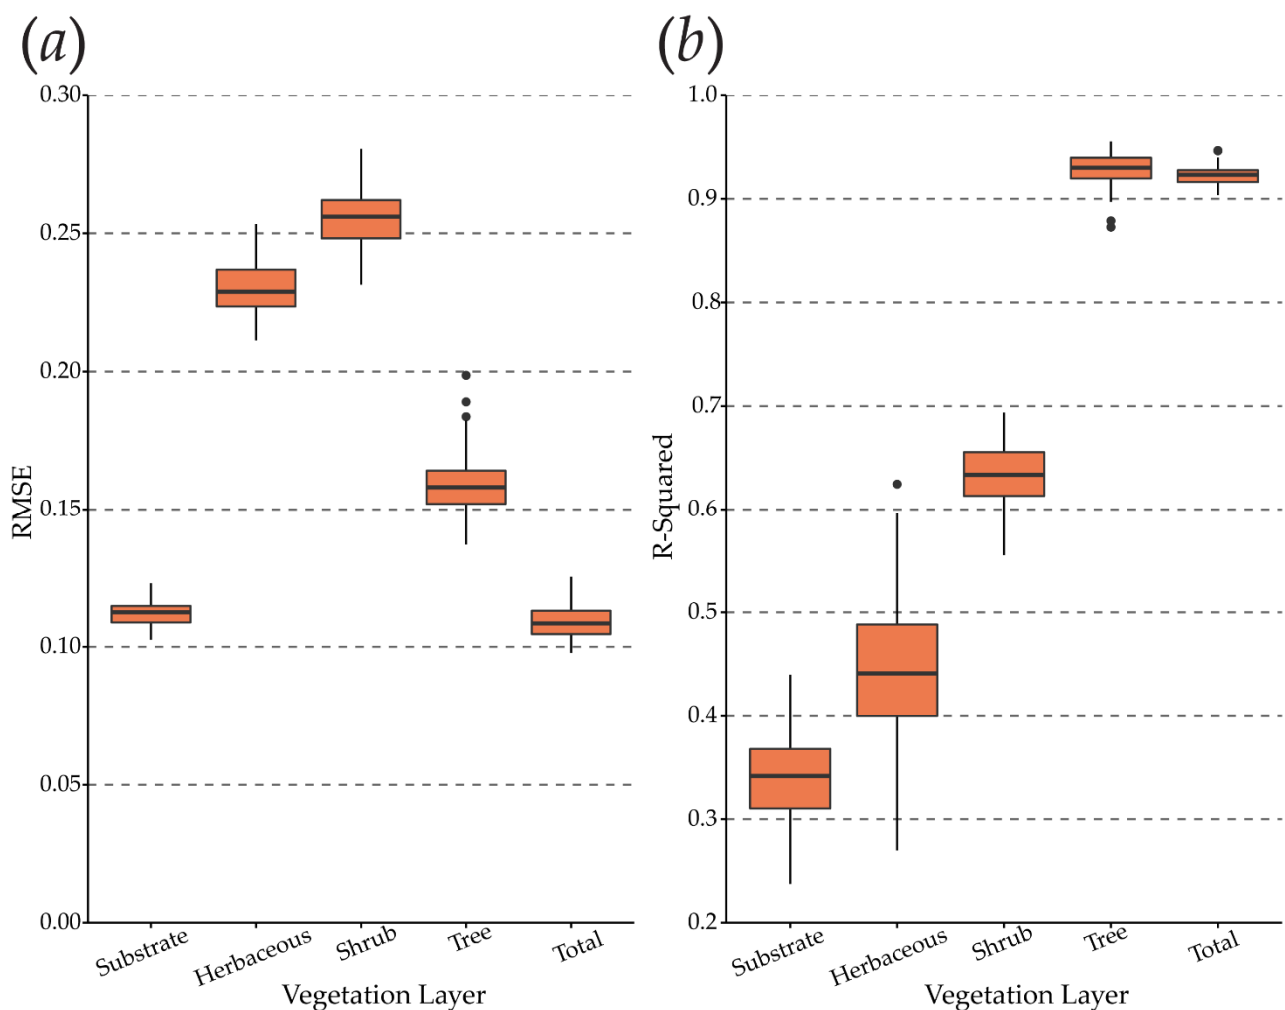 (a)
0.30
0.25
0.20
0.15
0.10
0.05
0.00
RMSE
Substrate
Herbaceous
Shrub
Tree
Total
Vegetation Layer
(b)
1.0
0.9
0.8
0.7
0.6
0.5
0.4
0.3
0.2
R-Squared
Substrate
Herbaceous
Shrub
Tree
Total
Vegetation Layer